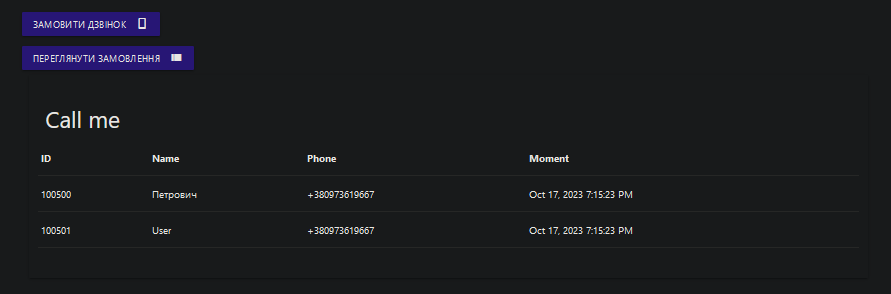 ЗАМОВИТИ ДЗВІНОК
ПЕРЕГЛЯНУТИ ЗАМОВЛЕННЯ
Call me
ID Name Phone Moment
100500 Петрович +380973619667 Oct 17, 2023 7:15:23 PM
100501 User +380973619667 Oct 17, 2023 7:15:23 PM